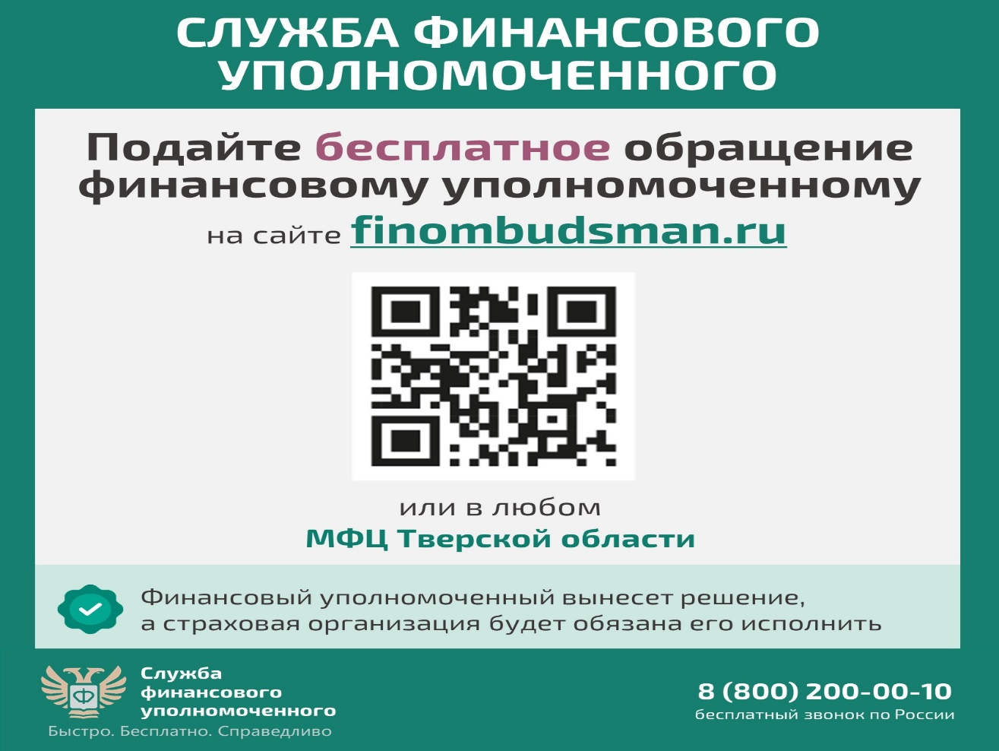 СЛУЖБА ФИНАНСОВОГО
УПОЛНОМОЧЕННОГО
Подайте бесплатное обращение
финансовому уполномоченному
на сайте finombudsman.ru
или в любом
МФЦ Тверской области
Финансовый уполномоченный вынесет решение,
а страховая организация будет обязана его исполнить
Служба
финансового
уполномоченного
Быстро. Бесплатно. Справедливо
8 (800) 200-00-10
бесплатный звонок по России